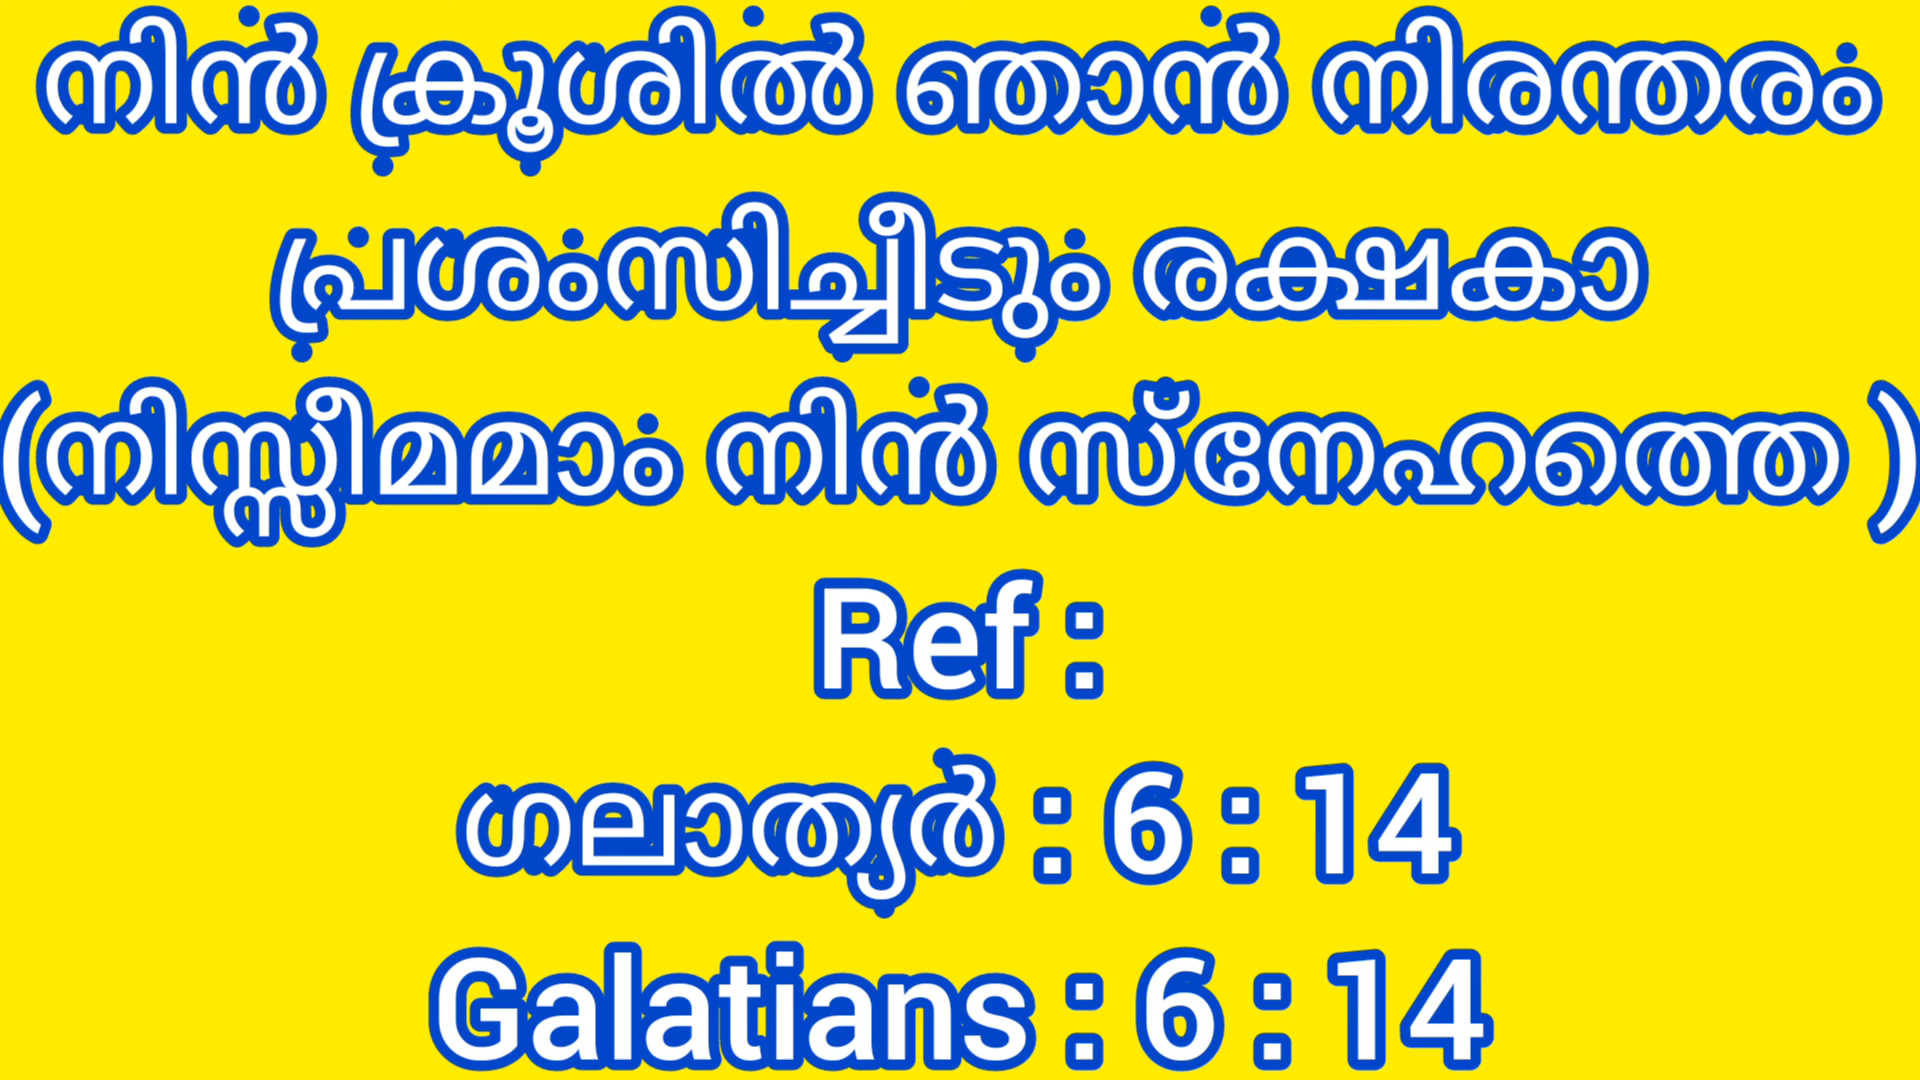 നിൻ ക്രൂശിൽ ഞാൻ നിരന്തരം
പ്രശംസിച്ചീടും രക്ഷകാ
(നിസ്സീമമാം നിൻ സ്നേഹത്തെ )
Ref :
ഗലാത്യർ : 6 : 14
Galatians : 6 : 14